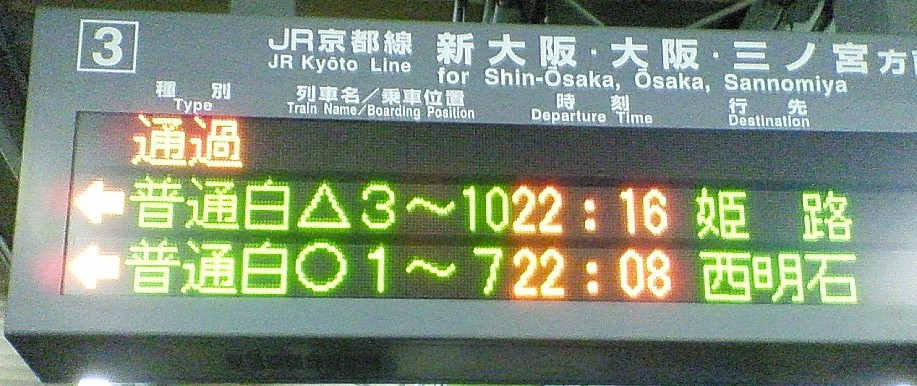 3
JR京都線 新大阪・大阪・三ノ宮方
JR Kyōto Line for Shin-Ōsaka, Ōsaka, Sannomiya
種別 列車名/乗車位置 時刻 行先
Type Train Name/Boarding Position Departure Time Destination
通過
←普通白△3～10 22:16 姫路
←普通白○1～7 22:08 西明石